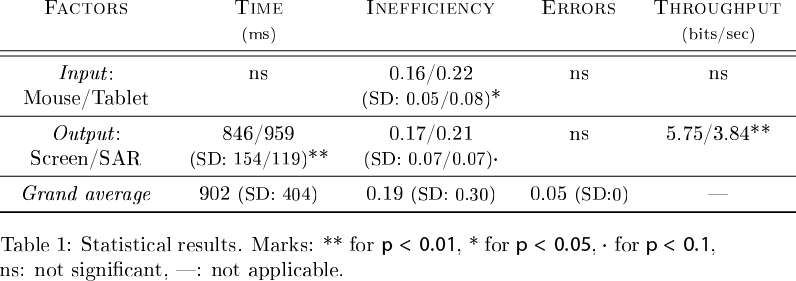 FACTORS TIME INEFFICIENCY ERRORS THROUGHPUT
(ms) (bits/sec)
Input: ns 0.16/0.22 ns ns
Mouse/Tablet (SD: 0.05/0.08)*
Output: 846/959 0.17/0.21 ns 5.75/3.84**
Screen/SAR (SD: 154/119)** (SD: 0.07/0.07)·
Grand average 902 (SD: 404) 0.19 (SD: 0.30) 0.05 (SD:0) —
Table 1: Statistical results. Marks: ** for p < 0.01, * for p < 0.05, · for p < 0.1,
ns: not significant, —: not applicable.